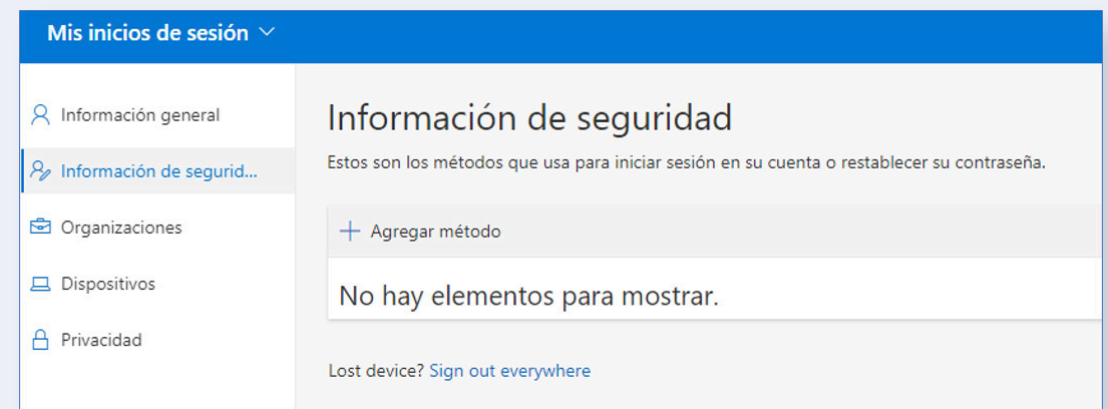 Mis inicios de sesión
Información general
Información de segurid...
Organizaciones
Dispositivos
Privacidad
Información de seguridad
Estos son los métodos que usa para iniciar sesión en su cuenta o restablecer su contraseña.
Agregar método
No hay elementos para mostrar.
Lost device? Sign out everywhere